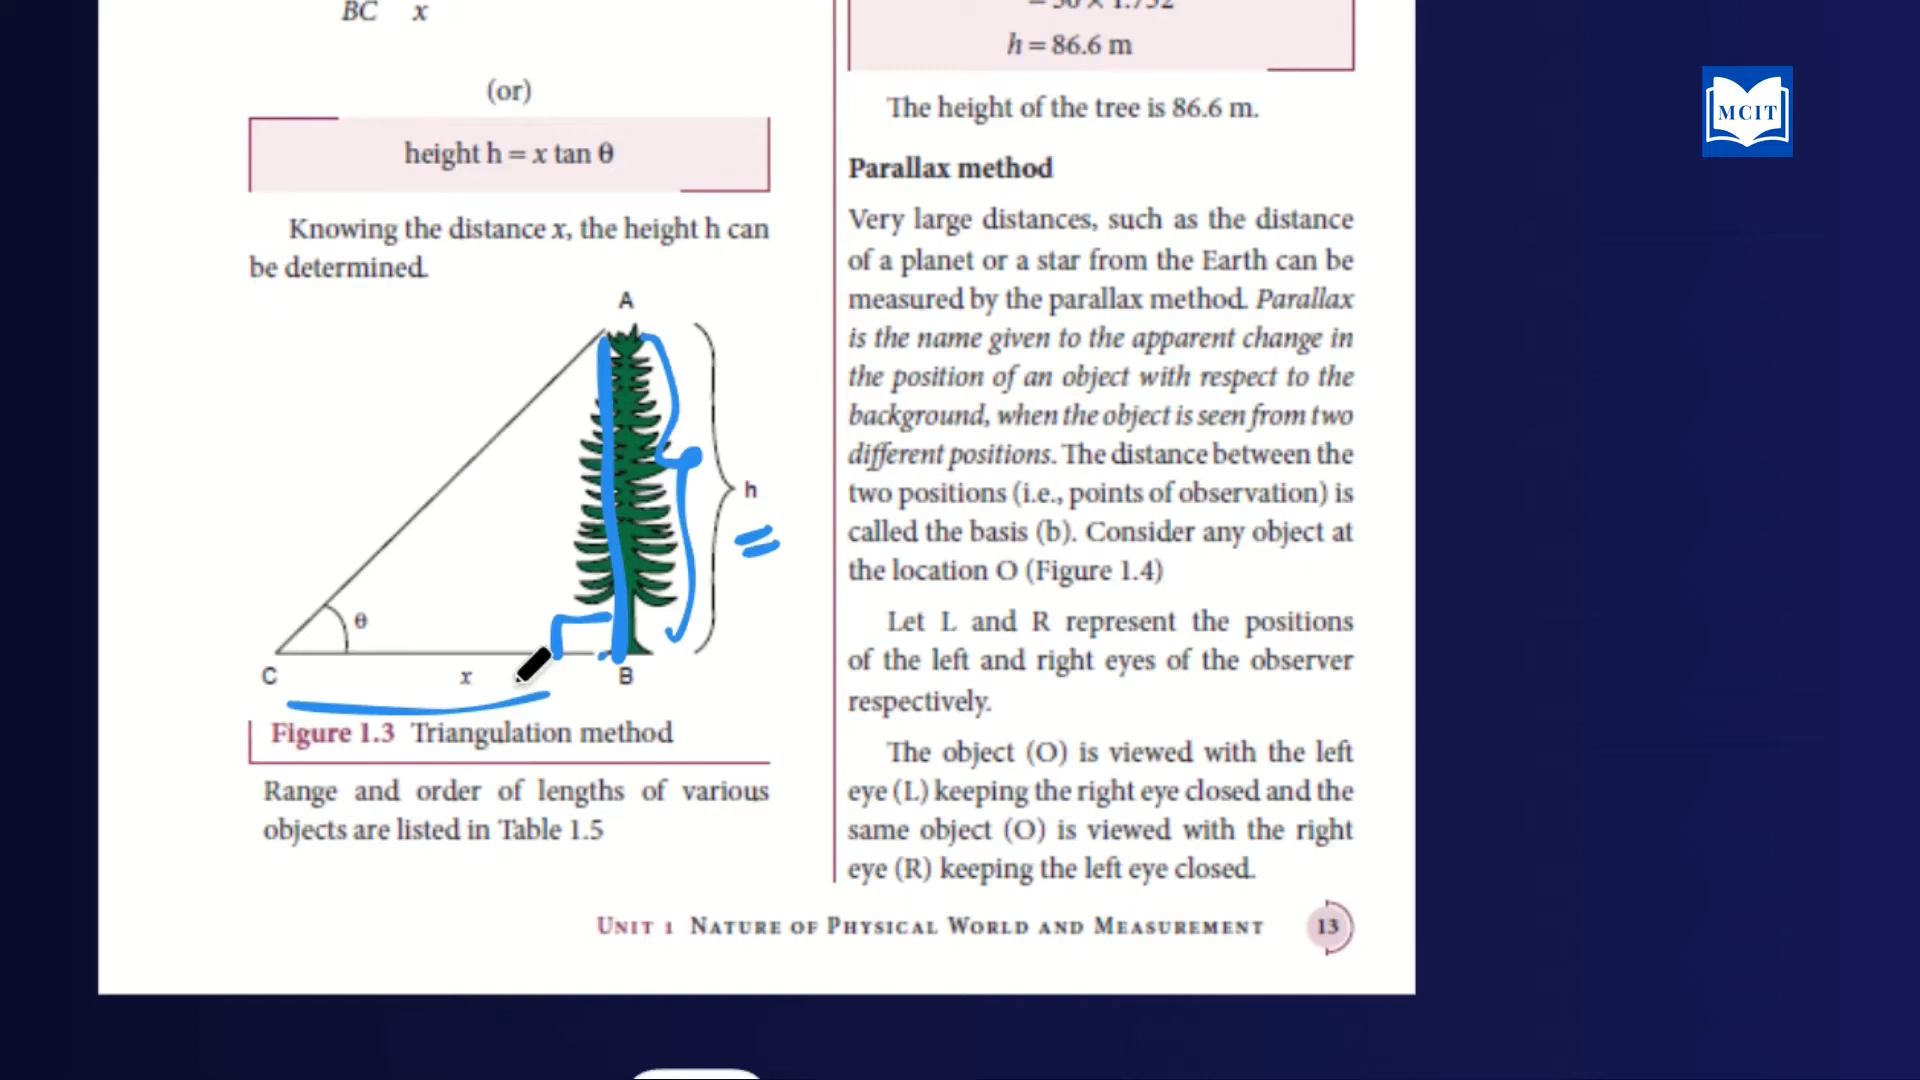 BC x
(or)
height h = x tan θ
Knowing the distance x, the height h can
be determined.
A
h
θ
C
x
B
Figure 1.3 Triangulation method
Range and order of lengths of various
objects are listed in Table 1.5
h = 86.6 m
The height of the tree is 86.6 m.
Parallax method
Very large distances, such as the distance
of a planet or a star from the Earth can be
measured by the parallax method. Parallax
is the name given to the apparent change in
the position of an object with respect to the
background, when the object is seen from two
different positions. The distance between the
two positions (i.e., points of observation) is
called the basis (b). Consider any object at
the location O (Figure 1.4)
Let L and R represent the positions
of the left and right eyes of the observer
respectively.
The object (O) is viewed with the left
eye (L) keeping the right eye closed and the
same object (O) is viewed with the right
eye (R) keeping the left eye closed.
Unit 1 Nature of Physical World and Measurement
13
MCIT